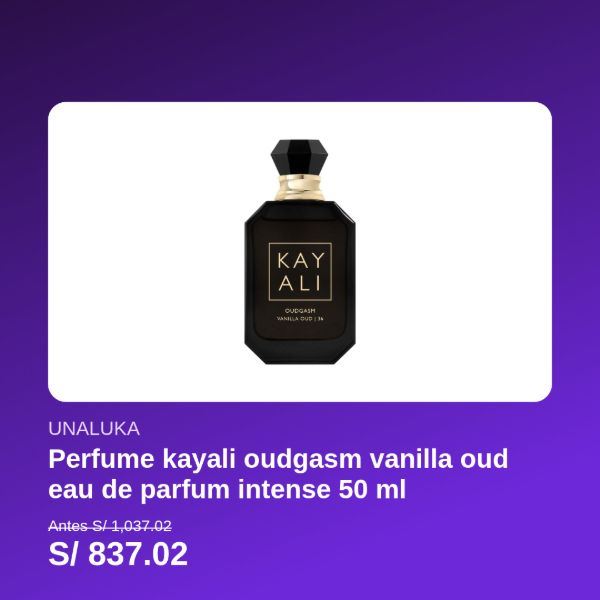 KAY
ALI
OUDGASM
VANILLA OUD | 36
UNALUKA
Perfume kayali oudgasm vanilla oud
eau de parfum intense 50 ml
Antes S/ 1,037.02
S/ 837.02